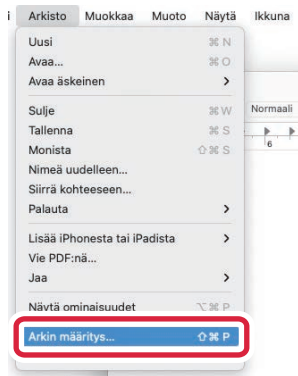 Arkisto Muokkaa Muoto Näytä Ikkuna
Uusi ⌘ N
Avaa... ⌘ O
Avaa äskeinen >
Sulje ⌘ W
Normaali
Tallenna ⌘ S
Monista ⇧ ⌘ S
6
Nimeä uudelleen...
Siirrä kohteeseen...
Palauta >
Lisää iPhonesta tai iPadista >
Vie PDF:nä...
Jaa >
Näytä ominaisuudet ⌥ ⌘ P
Arkin määritys... ⇧ ⌘ P